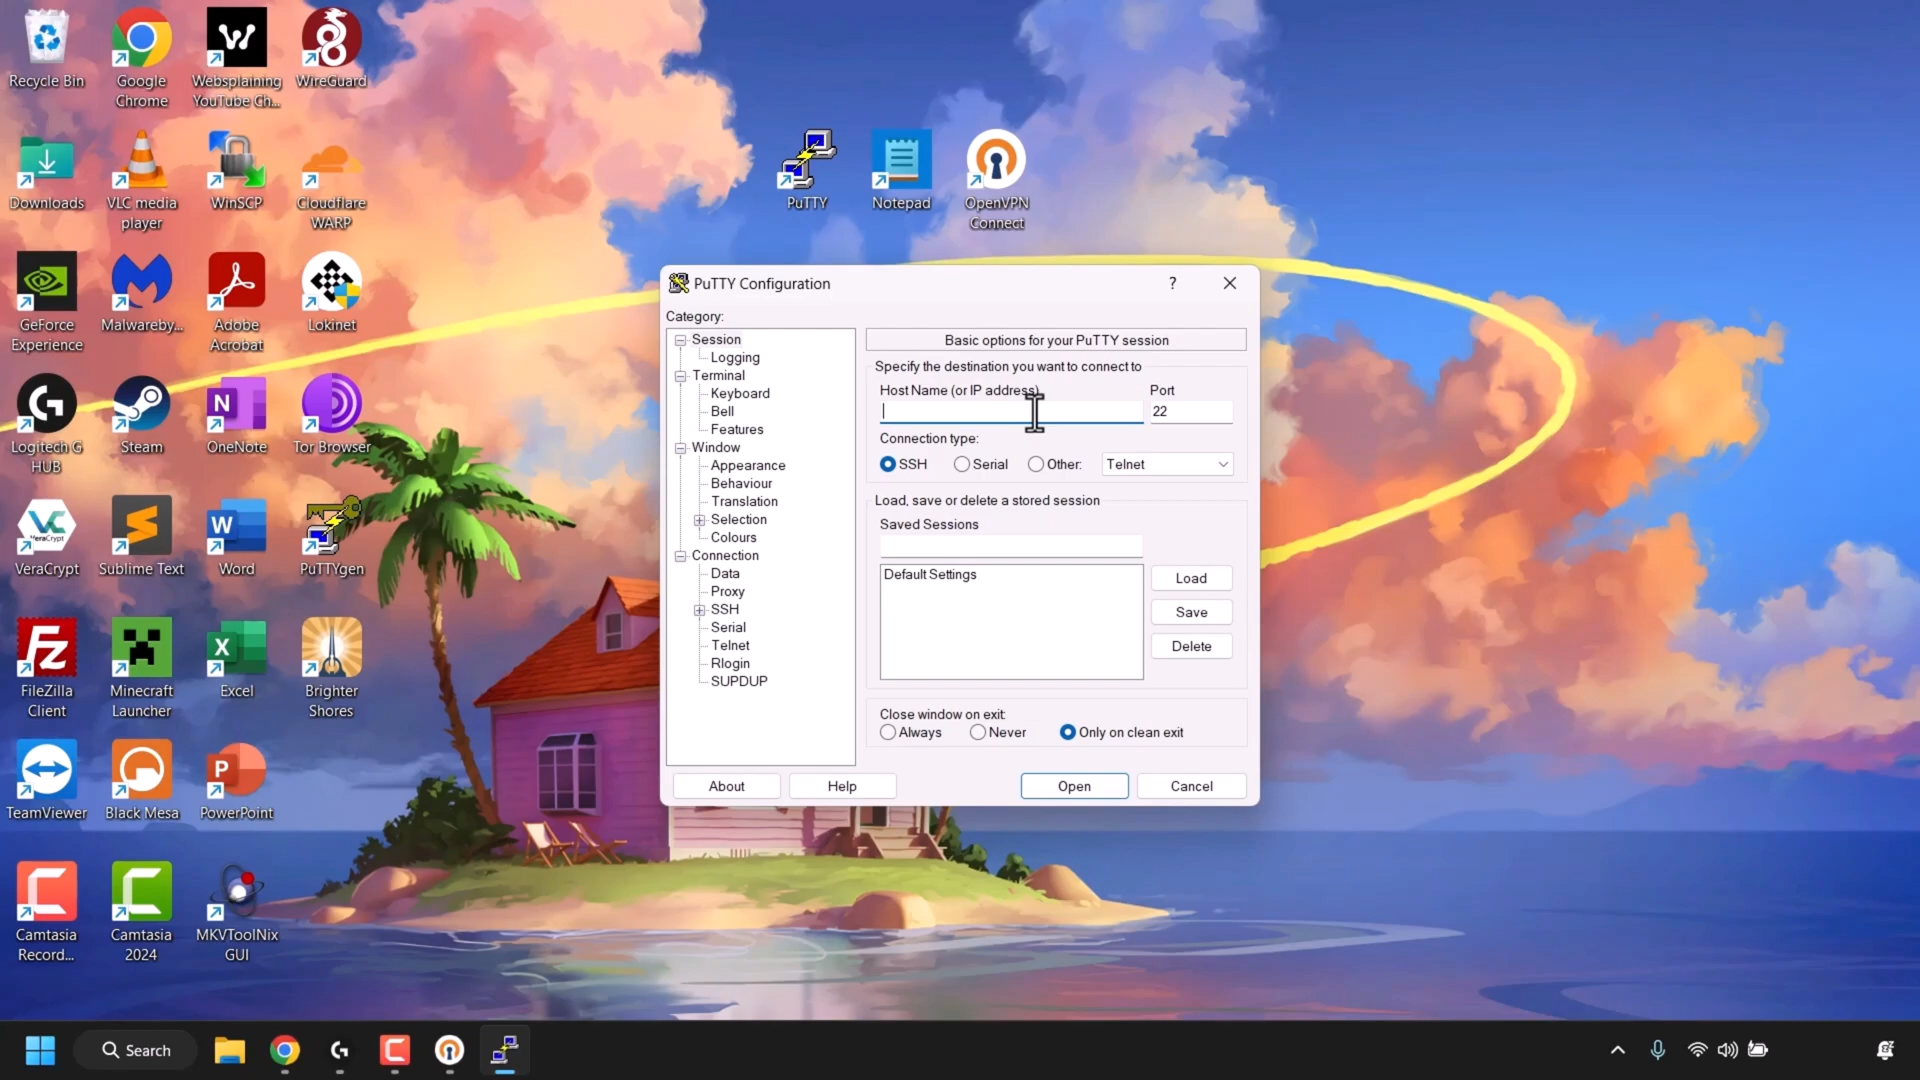 Recycle Bin
Google
Chrome
Websplaining
YouTube Ch...
WireGuard
Downloads
VLC media
player
WinSCP
Cloudflare
WARP
PuTTY
Notepad
OpenVPN
Connect
GeForce
Experience
Malwareby...
Adobe
Acrobat
Lokinet
Logitech G
HUB
Steam
OneNote
Tor Browser
VeraCrypt
VeraCrypt
Sublime Text
Word
PuTTYgen
FileZilla
Client
Minecraft
Launcher
Excel
Brighter
Shores
TeamViewer
Black Mesa
PowerPoint
Camtasia
Record...
Camtasia
2024
MKVToolNix
GUI
PuTTY Configuration
?
Category:
Session
Logging
Terminal
Keyboard
Bell
Features
Window
Appearance
Behaviour
Translation
Selection
Colours
Connection
Data
Proxy
SSH
Serial
Telnet
Rlogin
SUPDUP
Basic options for your PuTTY session
Specify the destination you want to connect to
Host Name (or IP address) Port
22
Connection type:
SSH Serial Other: Telnet
Load, save or delete a stored session
Saved Sessions
Default Settings
Load
Save
Delete
Close window on exit:
Always Never Only on clean exit
About Help Open Cancel
Search